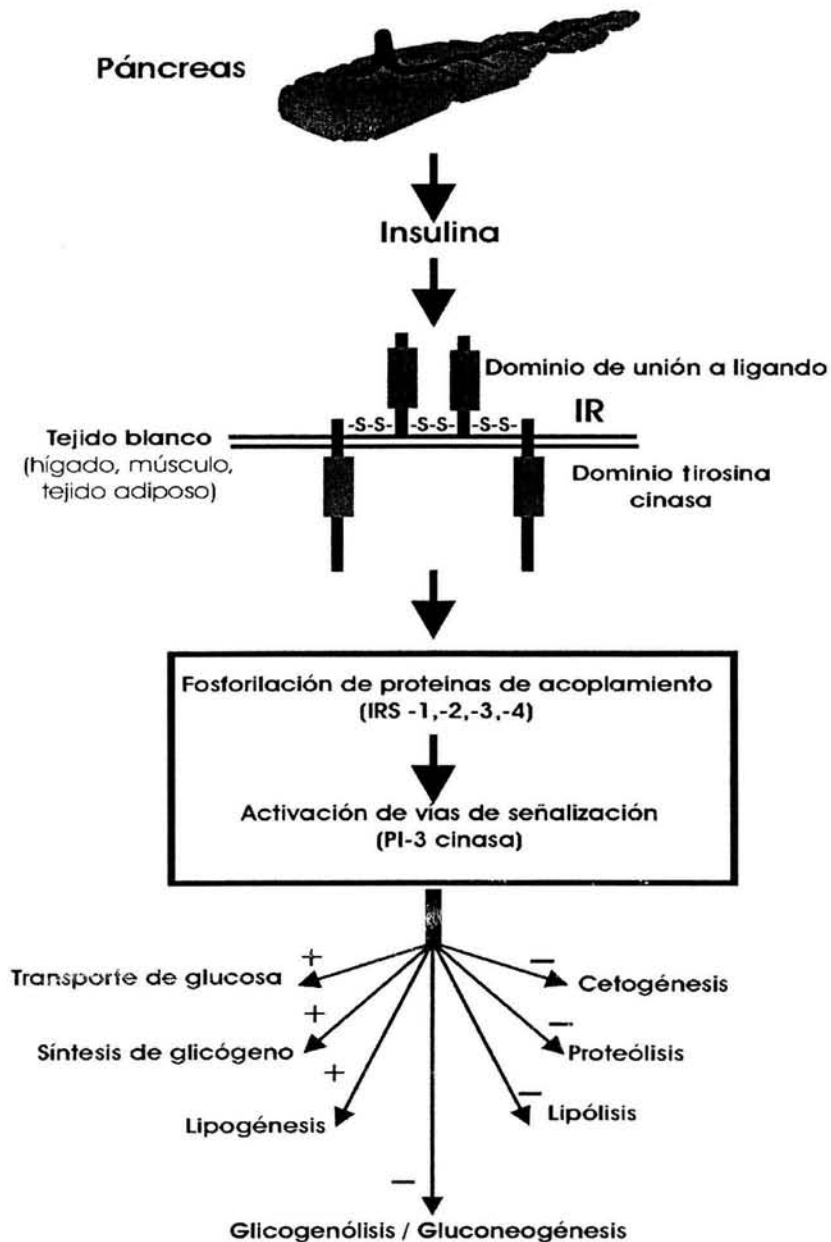 Páncreas
Insulina
Dominio de unión a ligando
-S-S- -S-S- -S-S-
IR
Tejido blanco
(hígado, músculo,
tejido adiposo)
Dominio tirosina
cinasa
Fosforilación de proteinas de acoplamiento
(IRS -1,-2,-3,-4)
Activación de vías de señalización
(PI-3 cinasa)
+
Transporte de glucosa
+
Síntesis de glicógeno
+
Lipogénesis
−
Cetogénesis
−
Proteólisis
−
Lipólisis
−
Glicogenólisis / Gluconeogénesis